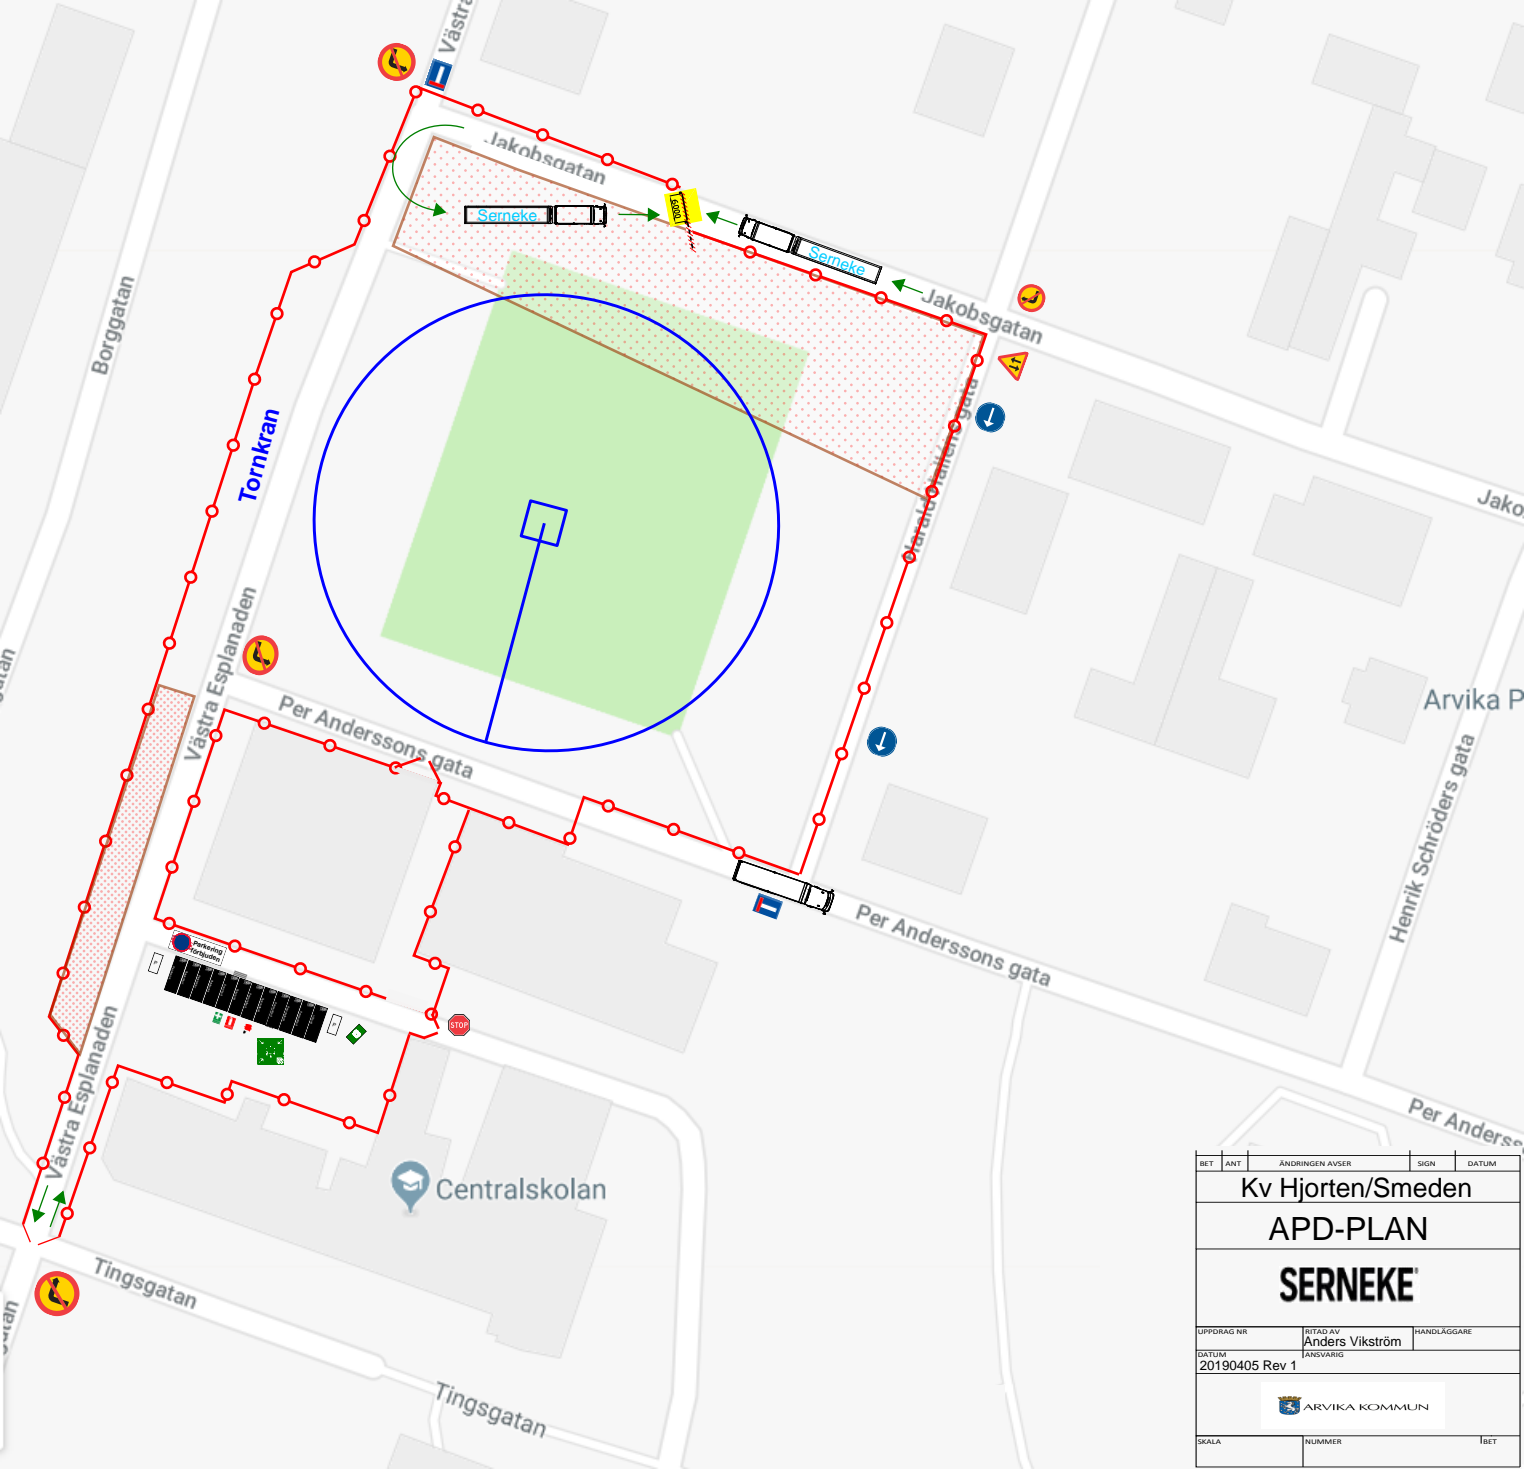 Västra
Jakobsgatan
6000
Serneke
Serneke
Jakobsgatan
Borggatan
Tornkran
Jako
Västra Esplanaden
Per Anderssons gata
Arvika P
Henrik Schröders gata
Per Anderssons gata
Parkering
förbjuden
P
P
STOP
Västra Esplanaden
Centralskolan
Per Anderss
Tingsgatan
Tingsgatan
BET ANT ÄNDRINGEN AVSER SIGN DATUM
Kv Hjorten/Smeden
APD-PLAN
SERNEKE
UPPDRAG NR RITAD AV HANDLÄGGARE
Anders Vikström
DATUM ANSVARIG
20190405 Rev 1
ARVIKA KOMMUN
SKALA NUMMER BET